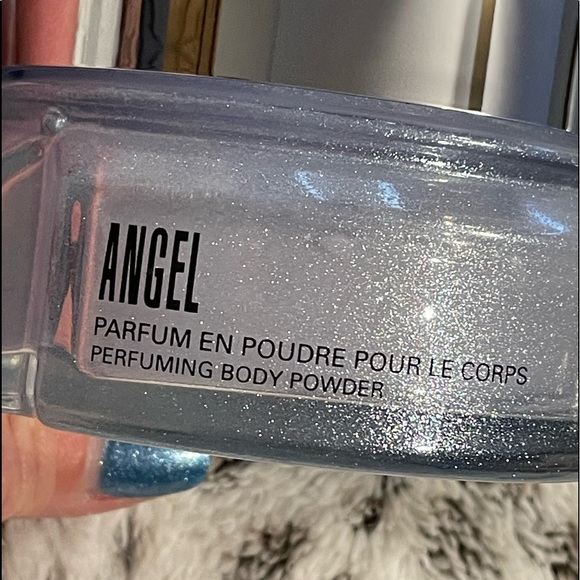 ANGEL
PARFUM EN POUDRE POUR LE CORPS
PERFUMING BODY POWDER